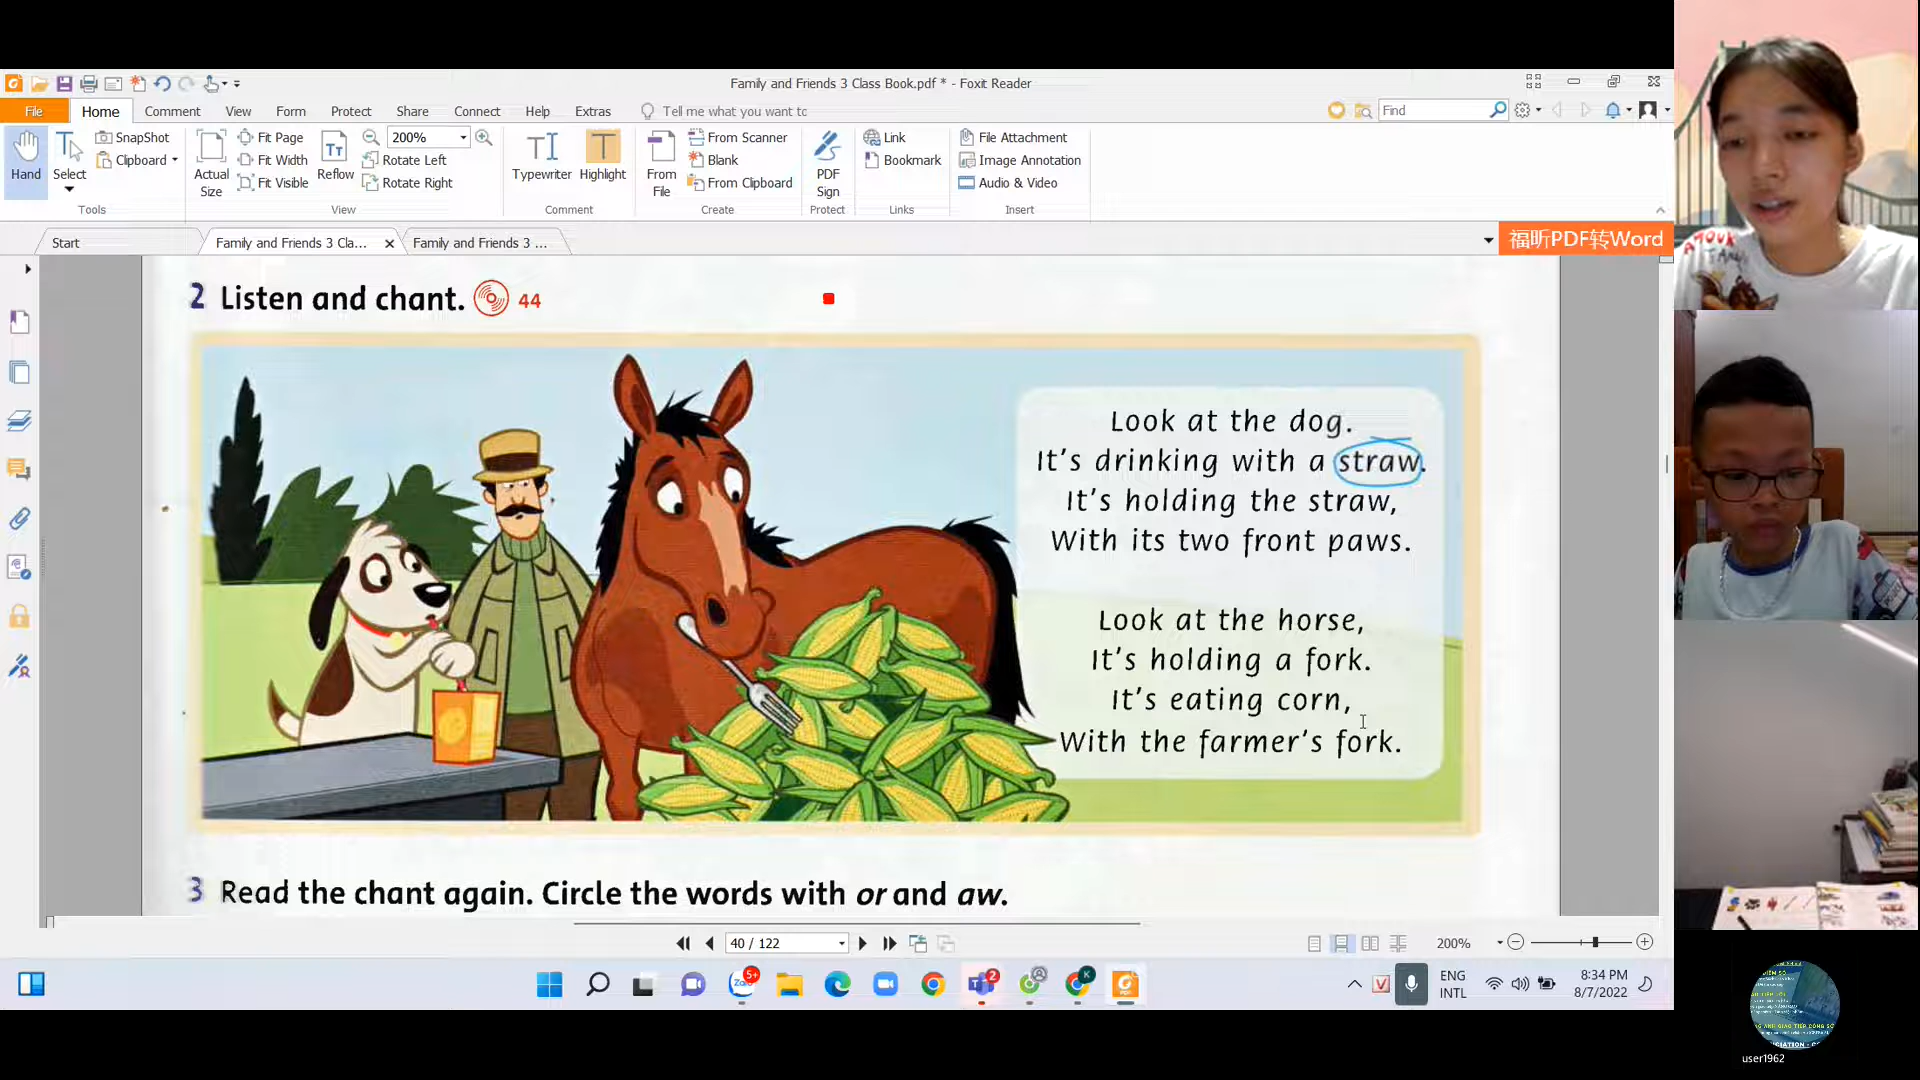 Family and Friends 3 Class Book.pdf * - Foxit Reader
File Home Comment View Form Protect Share Connect Help Extras Tell me what you want to Find
Hand Select SnapShot Clipboard
Tools
Actual Size Fit Page Fit Width Fit Visible Reflow 200% Rotate Left Rotate Right
View
Typewriter Highlight
Comment
From File From Scanner Blank From Clipboard
Create
PDF Sign
Protect
Link Bookmark
Links
File Attachment Image Annotation Audio & Video
Insert
Start Family and Friends 3 Cla... Family and Friends 3 ... 福昕PDF转Word
2 Listen and chant. 44
Look at the dog.
It's drinking with a straw.
It's holding the straw,
With its two front paws.
Look at the horse,
It's holding a fork.
It's eating corn,
With the farmer's fork.
3 Read the chant again. Circle the words with or and aw.
40 / 122 200%
5+ Zalo 2 K ENG INTL 8:34 PM 8/7/2022
user1962